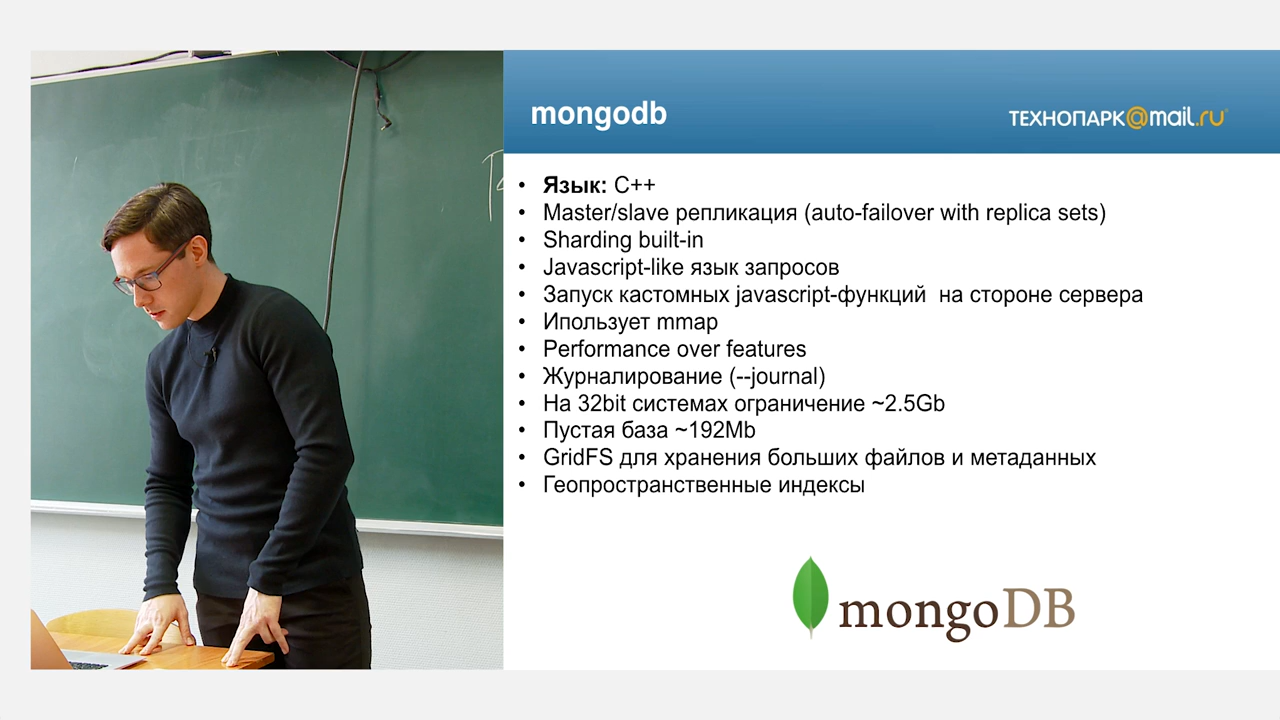 mongodb
ТЕХНОПАРК@mail.ru
• Язык: C++
• Master/slave репликация (auto-failover with replica sets)
• Sharding built-in
• Javascript-like язык запросов
• Запуск кастомных javascript-функций на стороне сервера
• Ипользует mmap
• Performance over features
• Журналирование (--journal)
• На 32bit системах ограничение ~2.5Gb
• Пустая база ~192Mb
• GridFS для хранения больших файлов и метаданных
• Геопространственные индексы
mongoDB